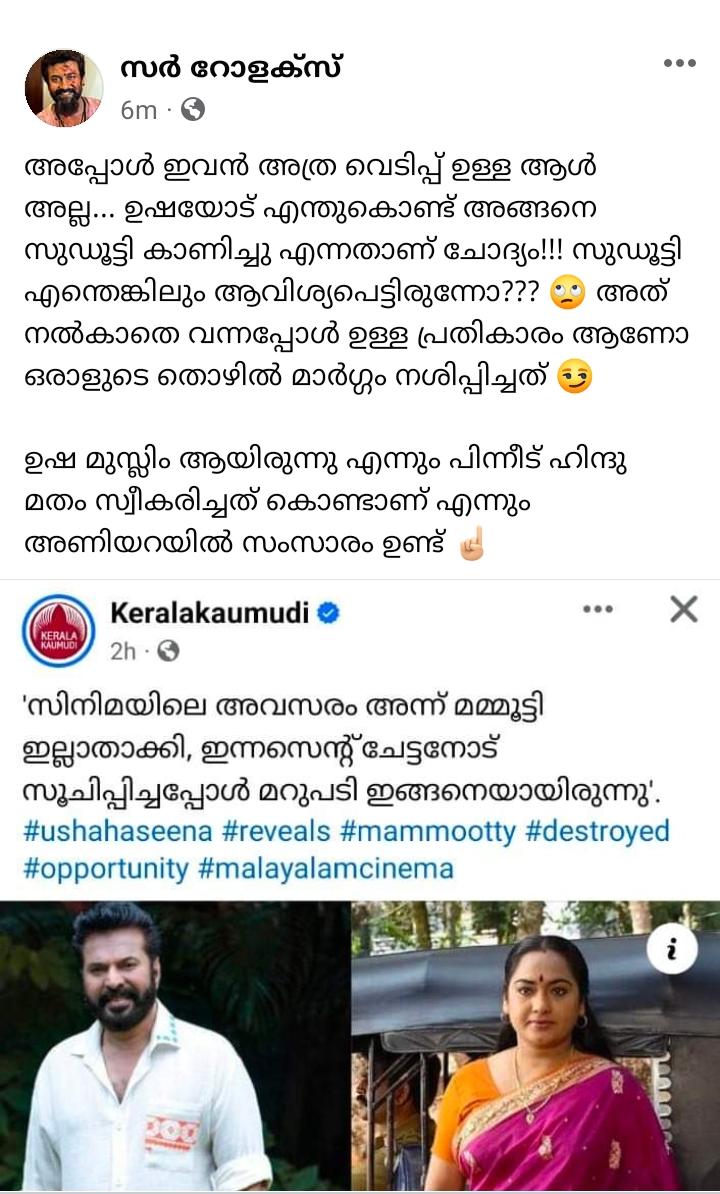 സർ റോളക്സ്
6m ·
അപ്പോൾ ഇവൻ അത്ര വെടിപ്പ് ഉള്ള ആൾ
അല്ല... ഉഷയോട് എന്തുകൊണ്ട് അങ്ങനെ
സുഡൂട്ടി കാണിച്ചു എന്നതാണ് ചോദ്യം!!! സുഡൂട്ടി
എന്തെങ്കിലും ആവിശ്യപെട്ടിരുന്നോ??? 🙄 അത്
നൽകാതെ വന്നപ്പോൾ ഉള്ള പ്രതികാരം ആണോ
ഒരാളുടെ തൊഴിൽ മാർഗ്ഗം നശിപ്പിച്ചത് 😏
ഉഷ മുസ്ലിം ആയിരുന്നു എന്നും പിന്നീട് ഹിന്ദു
മതം സ്വീകരിച്ചത് കൊണ്ടാണ് എന്നും
അണിയറയിൽ സംസാരം ഉണ്ട് ☝🏻
KERALA
KAUMUDI
Keralakaumudi
2h ·
'സിനിമയിലെ അവസരം അന്ന് മമ്മൂട്ടി
ഇല്ലാതാക്കി, ഇന്നസെന്റ് ചേട്ടനോട്
സൂചിപ്പിച്ചപ്പോൾ മറുപടി ഇങ്ങനെയായിരുന്നു'.
#ushahaseena #reveals #mammootty #destroyed
#opportunity #malayalamcinema
i